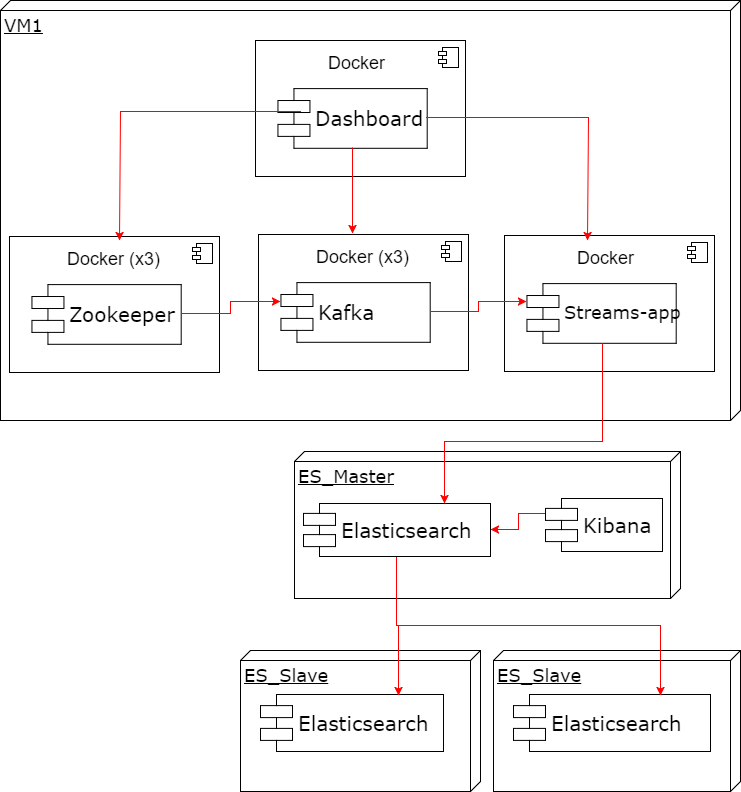 VM1
Docker
Dashboard
Docker (x3)
Zookeeper
Docker (x3)
Kafka
Docker
Streams-app
ES_Master
Elasticsearch
Kibana
ES_Slave
Elasticsearch
ES_Slave
Elasticsearch